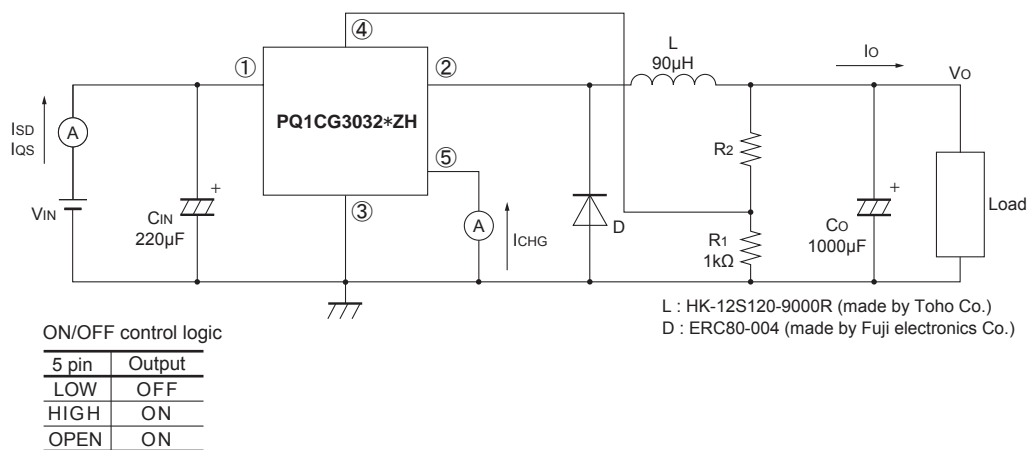 ④
L
90μH
IO
VO
①
②
PQ1CG3032∗ZH
ISD
IQS
A
R2
⑤
VIN
CIN
220μF
+
③
A
ICHG
D
R1
1kΩ
+
CO
1000μF
Load
L : HK-12S120-9000R (made by Toho Co.)
D : ERC80-004 (made by Fuji electronics Co.)
ON/OFF control logic
5 pin Output
LOW OFF
HIGH ON
OPEN ON